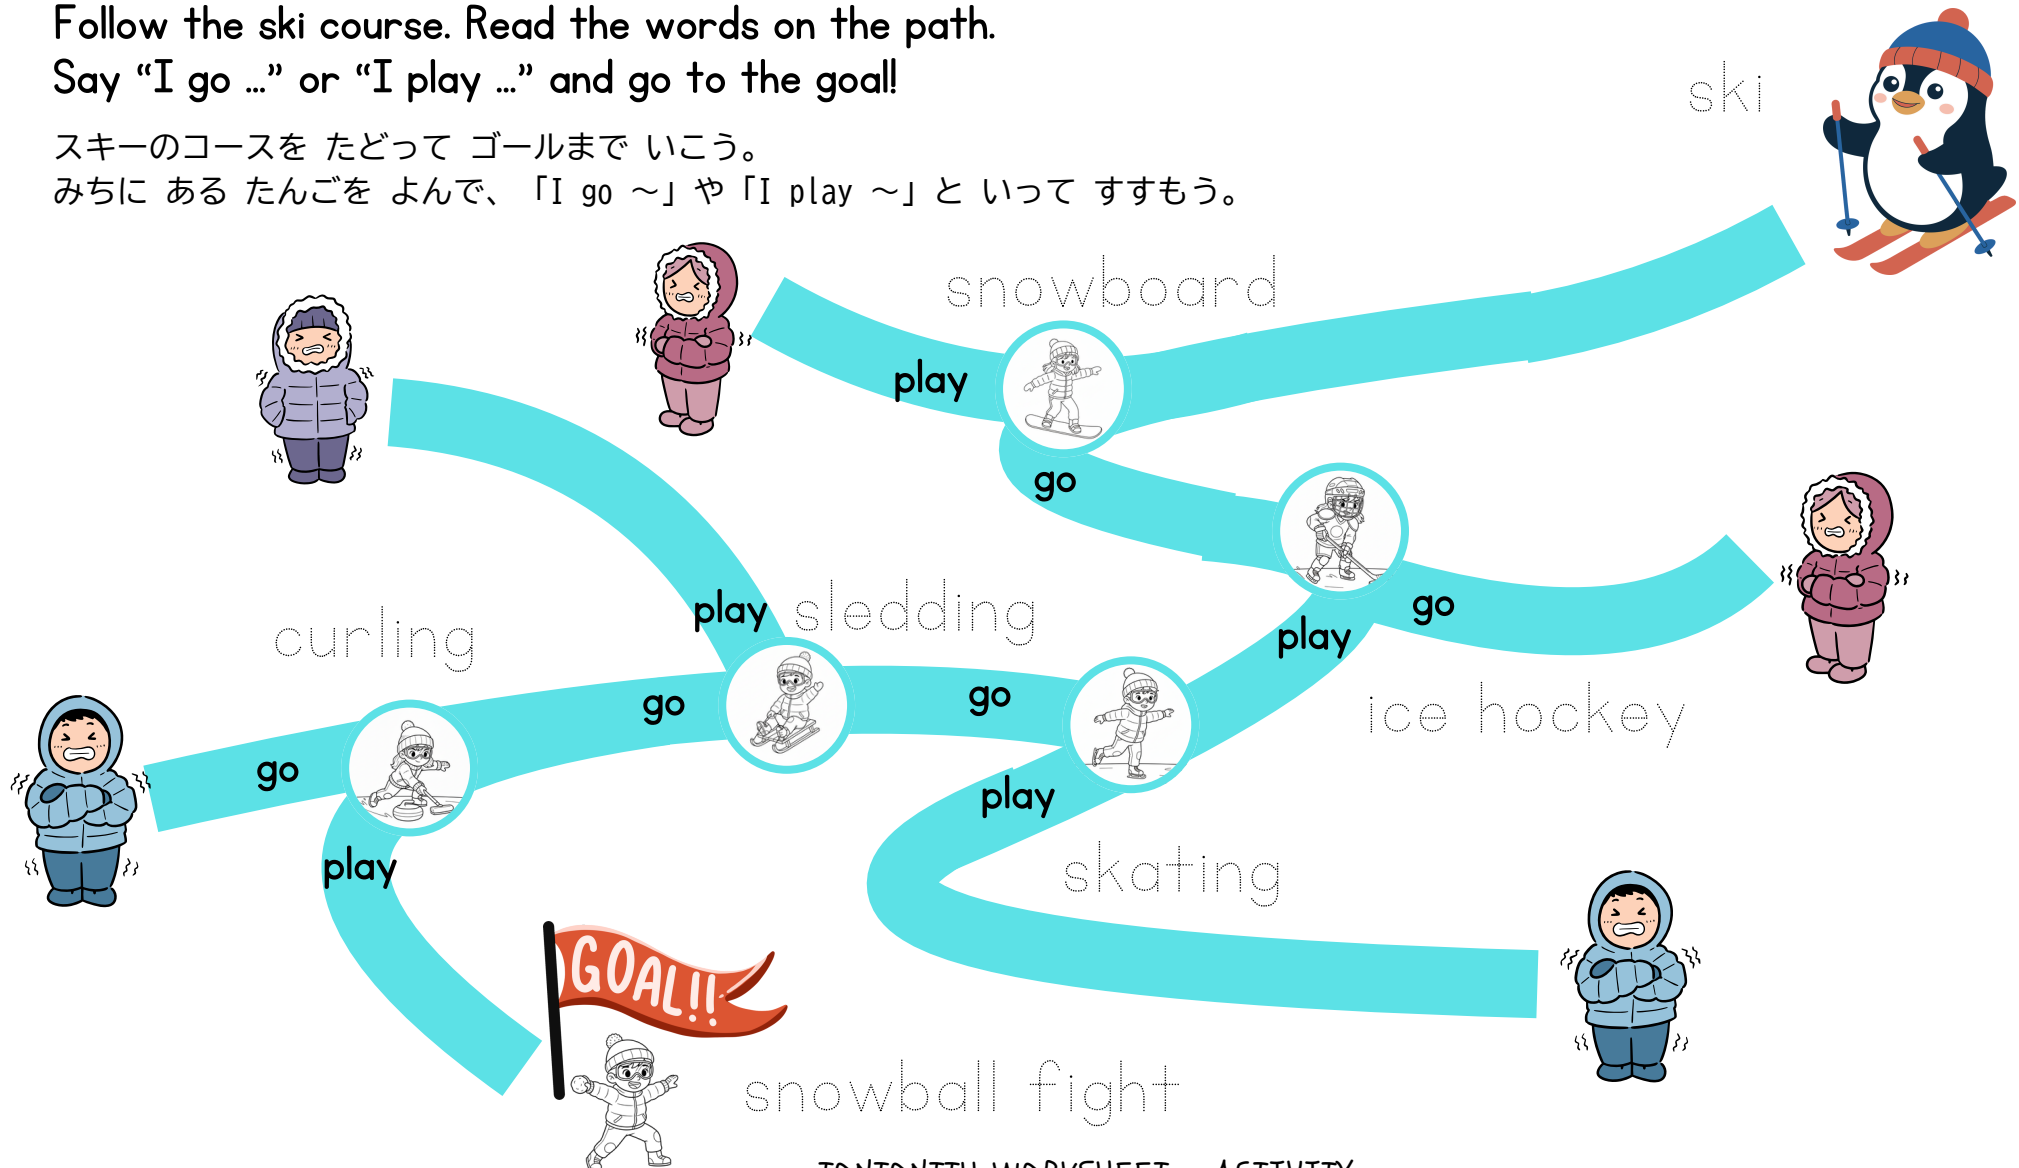 Follow the ski course. Read the words on the path.
Say “I go ...” or “I play ...” and go to the goal!
スキーのコースを たどって ゴールまで いこう。
みちに ある たんごを よんで、「I go ～」や「I play ～」と いって すすもう。
ski
snowboard
play
go
play
sledding
go
play
curling
go
go
ice hockey
go
play
play
skating
GOAL!!
snowball fight